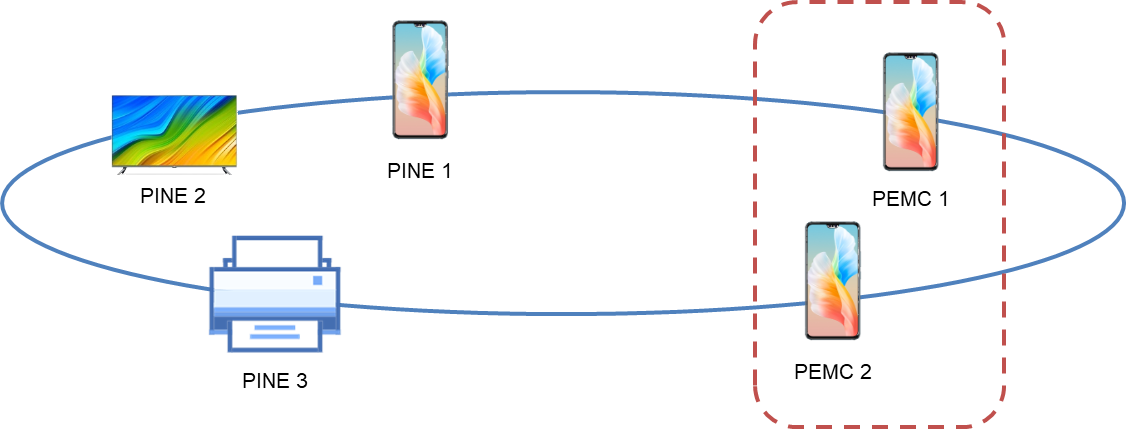 PINE 1
PINE 2
PEMC 1
PINE 3
PEMC 2